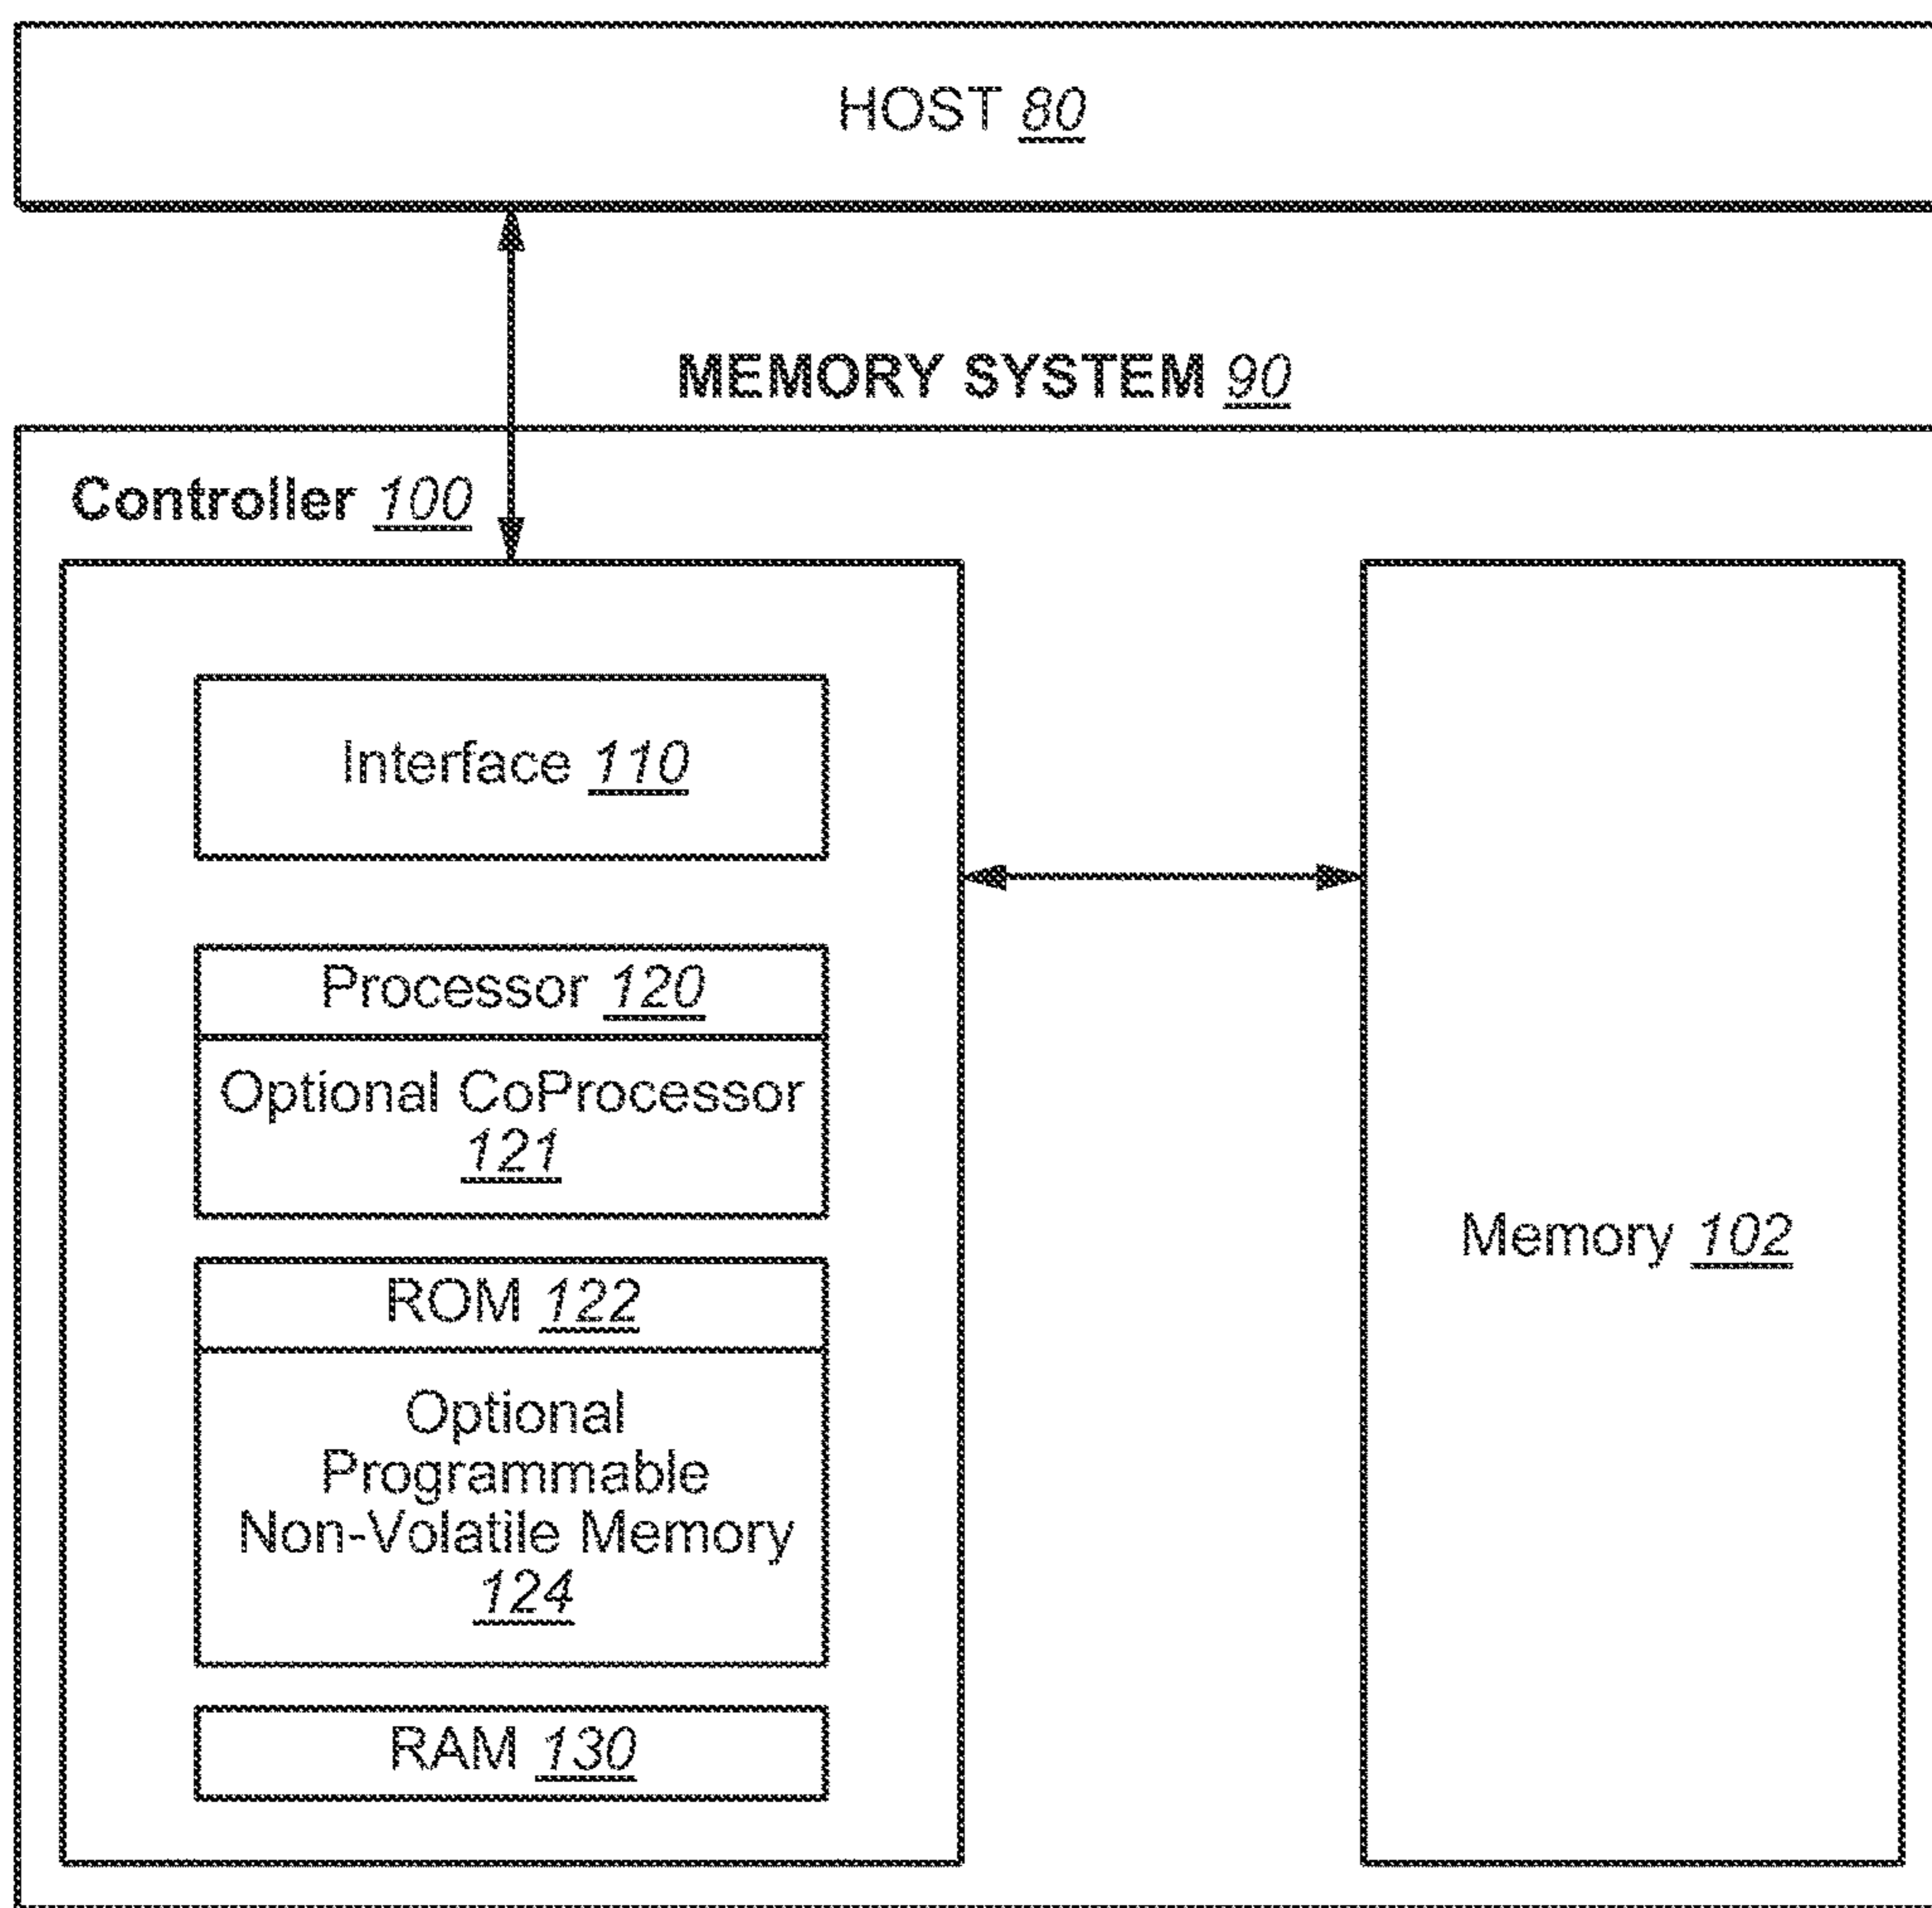 HOST 80
MEMORY SYSTEM 90
Controller 100
Interface 110
Processor 120
Optional CoProcessor
121
ROM 122
Optional
Programmable
Non-Volatile Memory
124
RAM 130
Memory 102